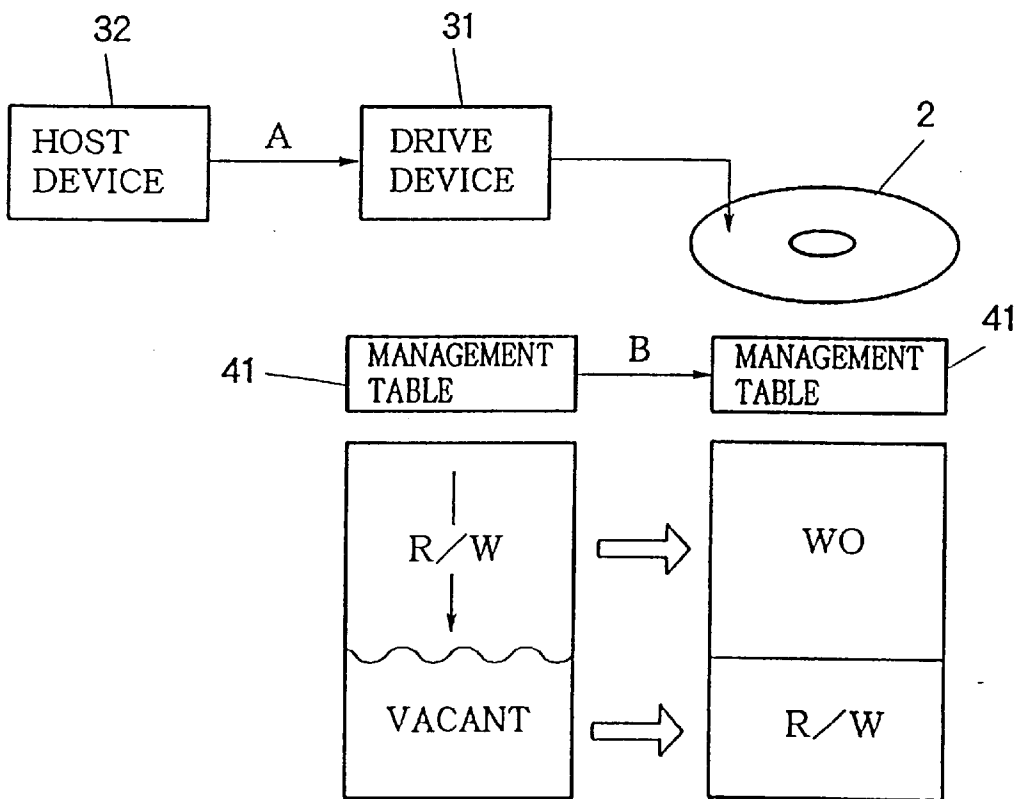 32
31
2
HOST
DEVICE
A
DRIVE
DEVICE
41
MANAGEMENT
TABLE
B
MANAGEMENT
TABLE
41
R/W
WO
VACANT
R/W